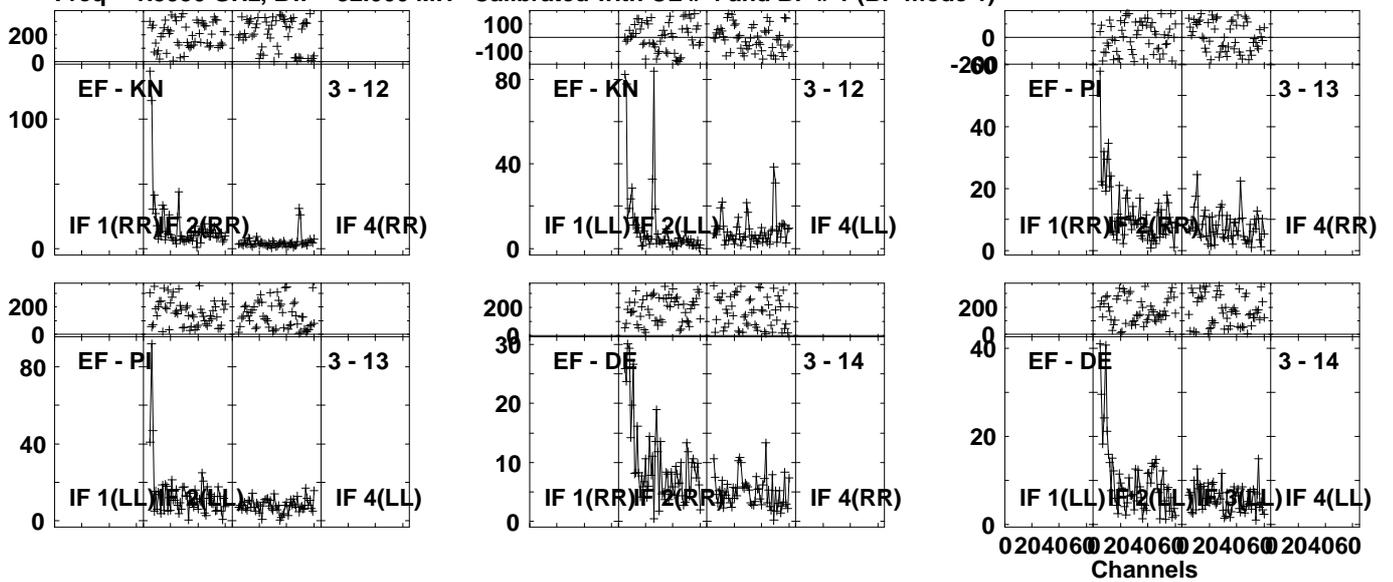 Freq = GHz, Bw = MH Calibrated with CL # and BP # (BP mode 1)
200
0
100
-100
0
-200
EF - KN
3 - 12
100
0
IF 1(RR)
IF 2(RR)
IF 4(RR)
EF - KN
3 - 12
80
40
0
IF 1(LL)
IF 2(LL)
IF 4(LL)
EF - PI
3 - 13
60
40
20
0
IF 1(RR)
IF 2(RR)
IF 4(RR)
200
0
200
0
200
0
EF - PI
3 - 13
80
40
0
IF 1(LL)
IF 2(LL)
IF 4(LL)
EF - DE
3 - 14
30
20
10
0
IF 1(RR)
IF 2(RR)
IF 4(RR)
EF - DE
3 - 14
40
20
0
IF 1(LL)
IF 2(LL)
IF 3(LL)
IF 4(LL)
0 20 40 60 0 20 40 60 0 20 40 60 0 20 40 60
Channels